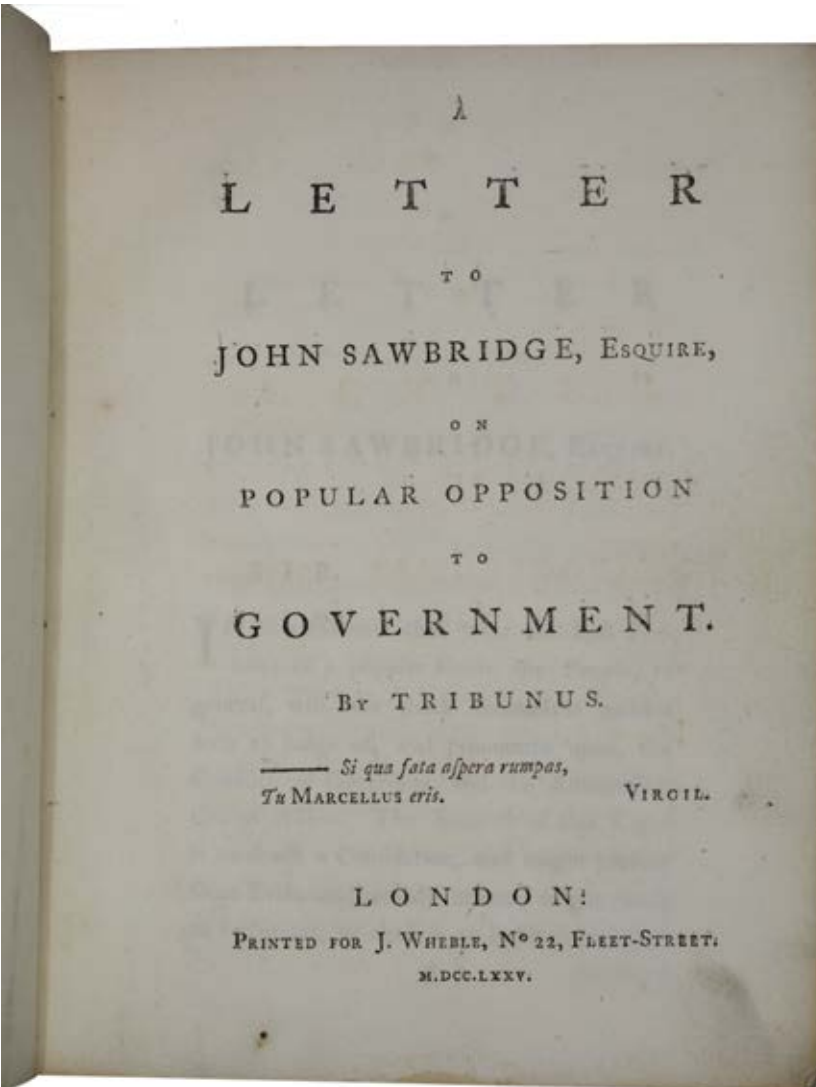 A
LETTER
TO
JOHN SAWBRIDGE, ESQUIRE,
ON
POPULAR OPPOSITION
TO
GOVERNMENT.
BY TRIBUNUS.
——— Si qua fata aſpera rumpas,
Tu MARCELLUS eris. VIRGIL.
LONDON:
PRINTED FOR J. WHEBLE, Nº 22, FLEET-STREET.
M.DCC.LXXV.